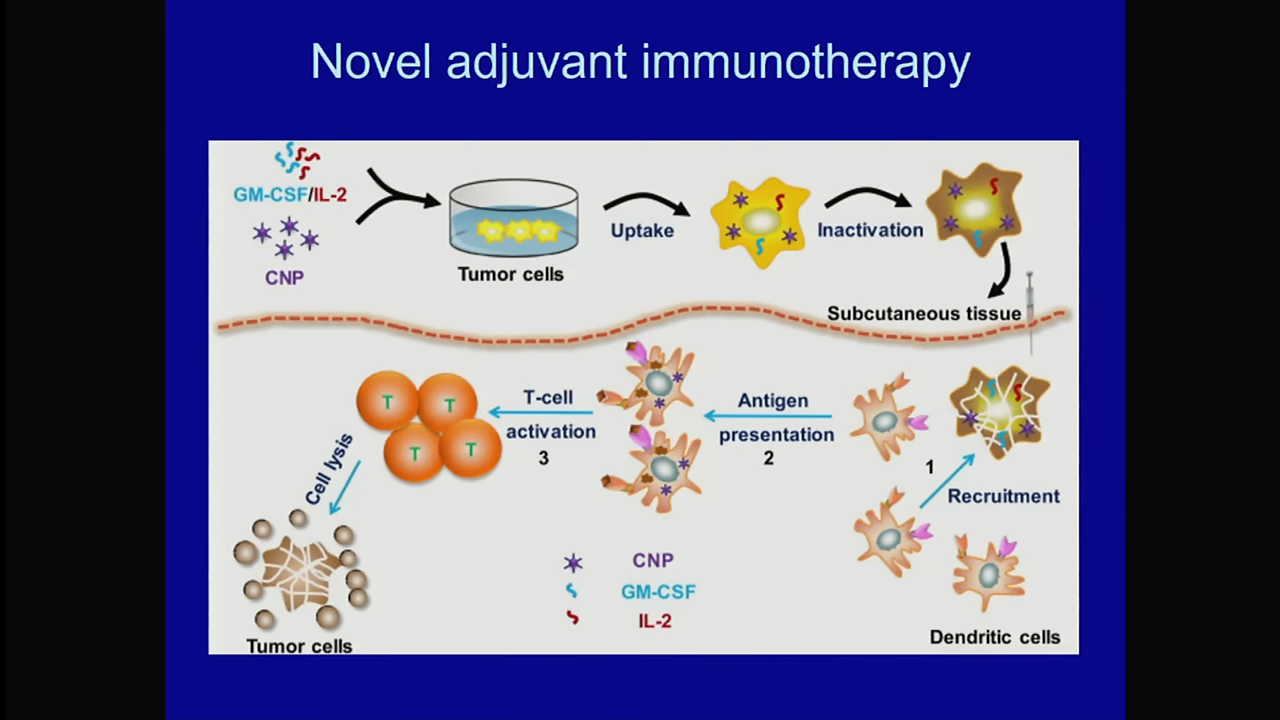 Novel adjuvant immunotherapy
GM-CSF/IL-2
CNP
Tumor cells
Uptake
Inactivation
Subcutaneous tissue
T
T
T
T
T-cell
activation
3
Antigen
presentation
2
1
Recruitment
Cell lysis
CNP
GM-CSF
IL-2
Tumor cells
Dendritic cells